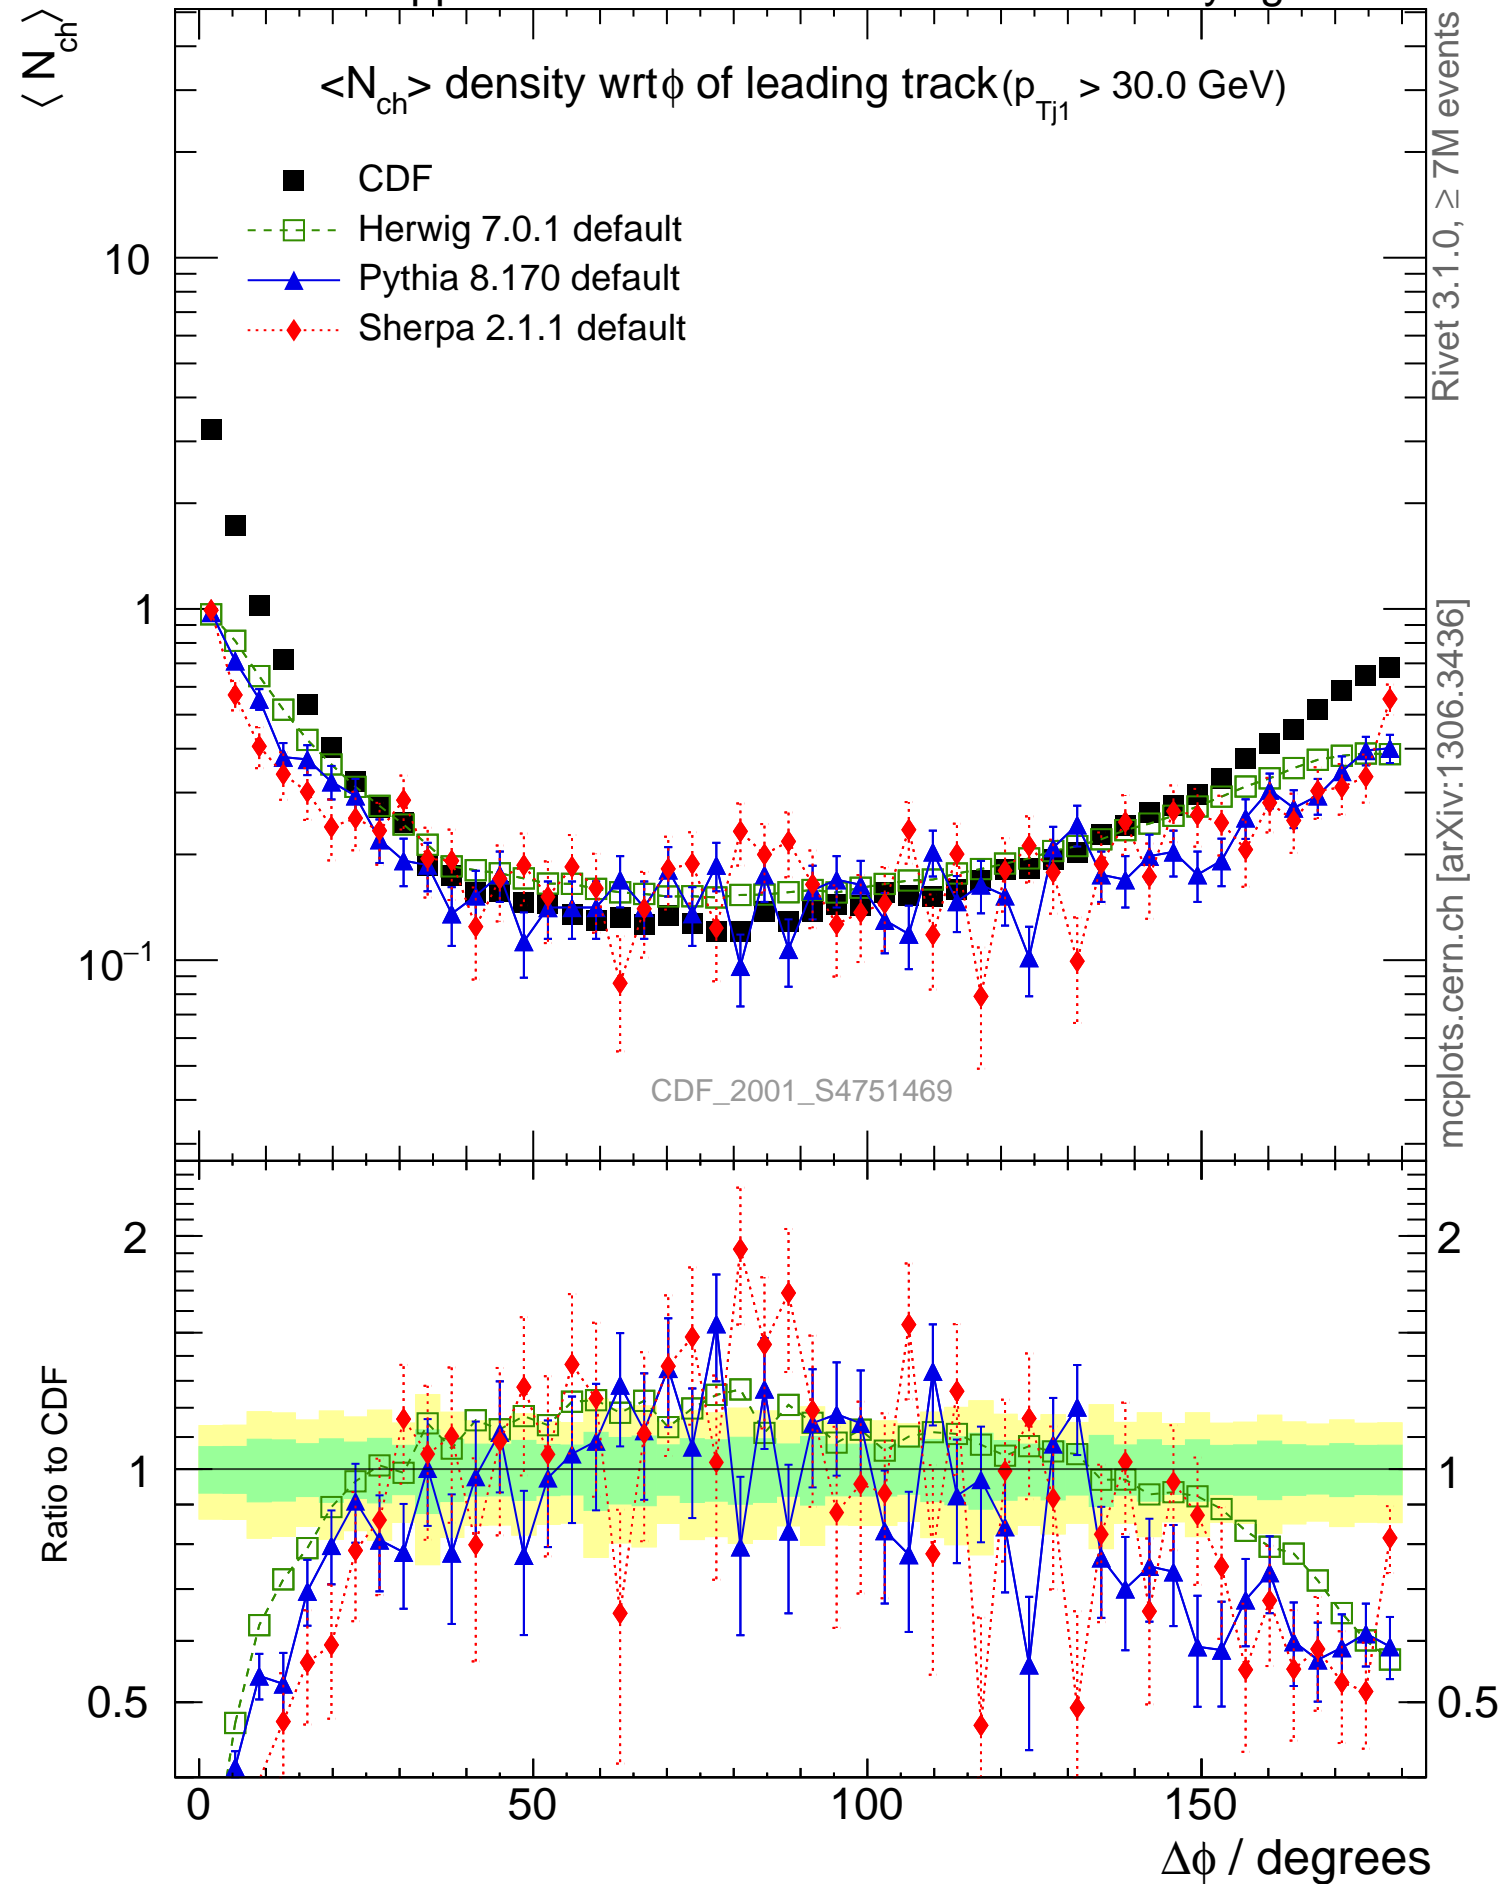 ⟨ N_ch ⟩
<N_ch> density wrt ϕ of leading track (p_Tj1 > 30.0 GeV)
CDF
Herwig 7.0.1 default
Pythia 8.170 default
Sherpa 2.1.1 default
10
1
10⁻¹
CDF_2001_S4751469
Rivet 3.1.0, ≥ 7M events
mcplots.cern.ch [arXiv:1306.3436]
Ratio to CDF
2
1
0.5
2
1
0.5
0
50
100
150
Δϕ / degrees